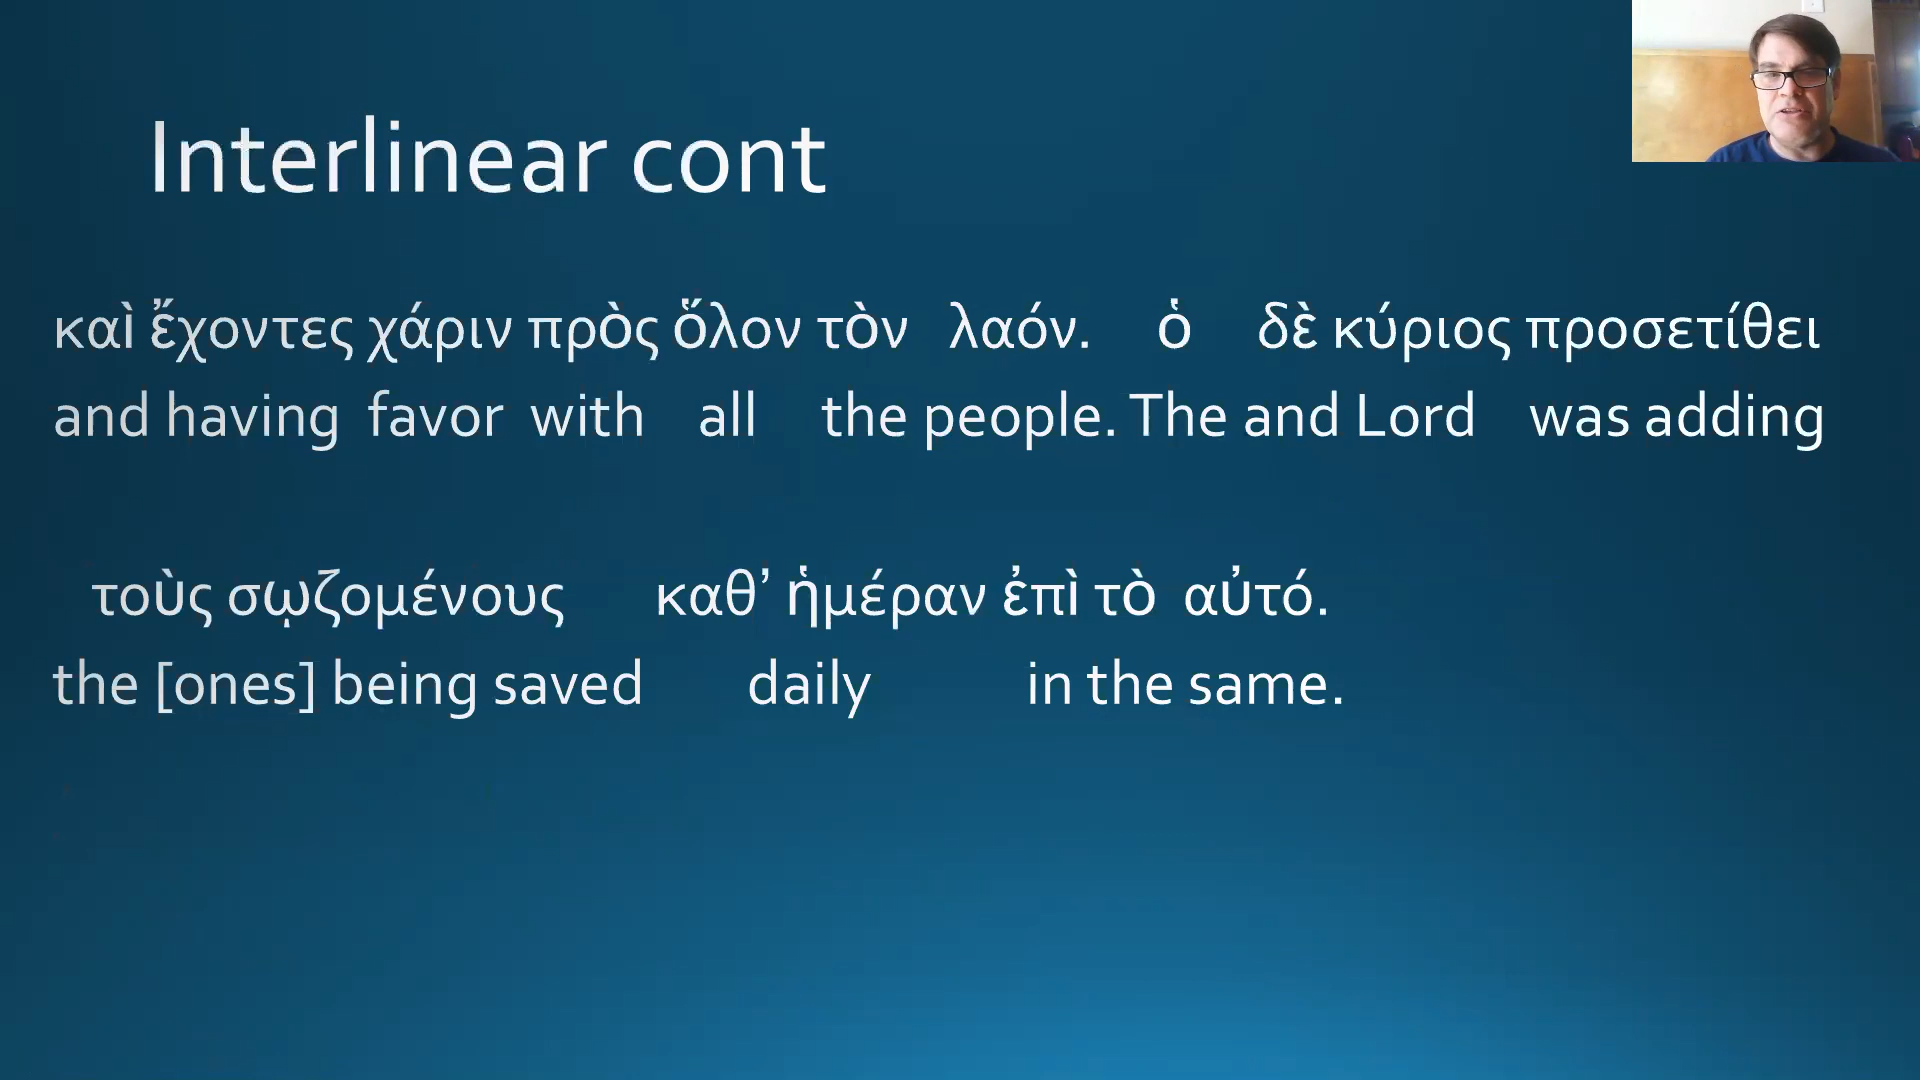 Interlinear cont
καὶ ἔχοντες χάριν πρὸς ὅλον τὸν λαόν. ὁ δὲ κύριος προσετίθει
and having favor with all the people. The and Lord was adding
τοὺς σῳζομένους καθ’ ἡμέραν ἐπὶ τὸ αὐτό.
the [ones] being saved daily in the same.